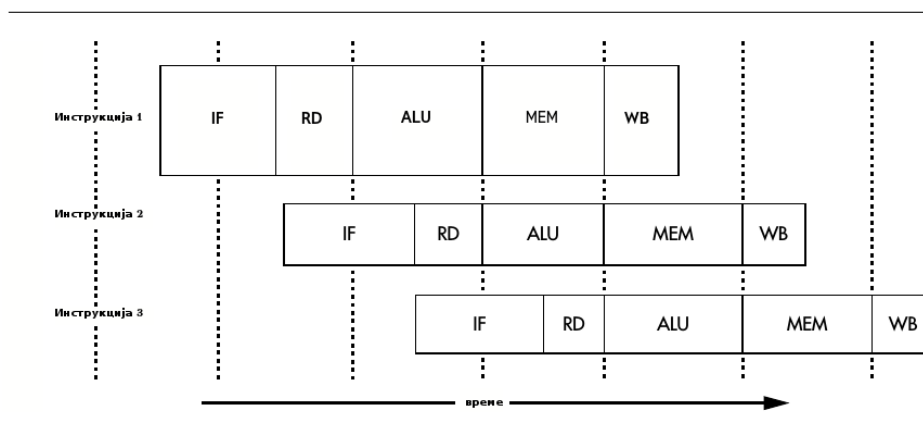 Инструкција 1
IF RD ALU MEM WB
Инструкција 2
IF RD ALU MEM WB
Инструкција 3
IF RD ALU MEM WB
време